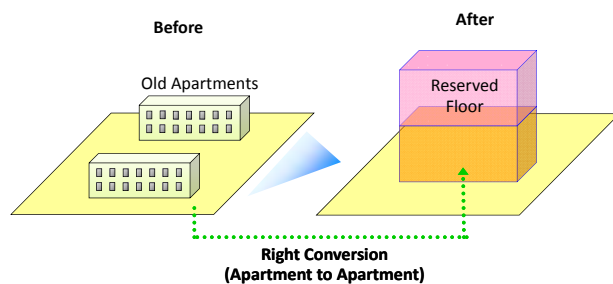 Before
After
Old Apartments
Reserved
Floor
Right Conversion
(Apartment to Apartment)